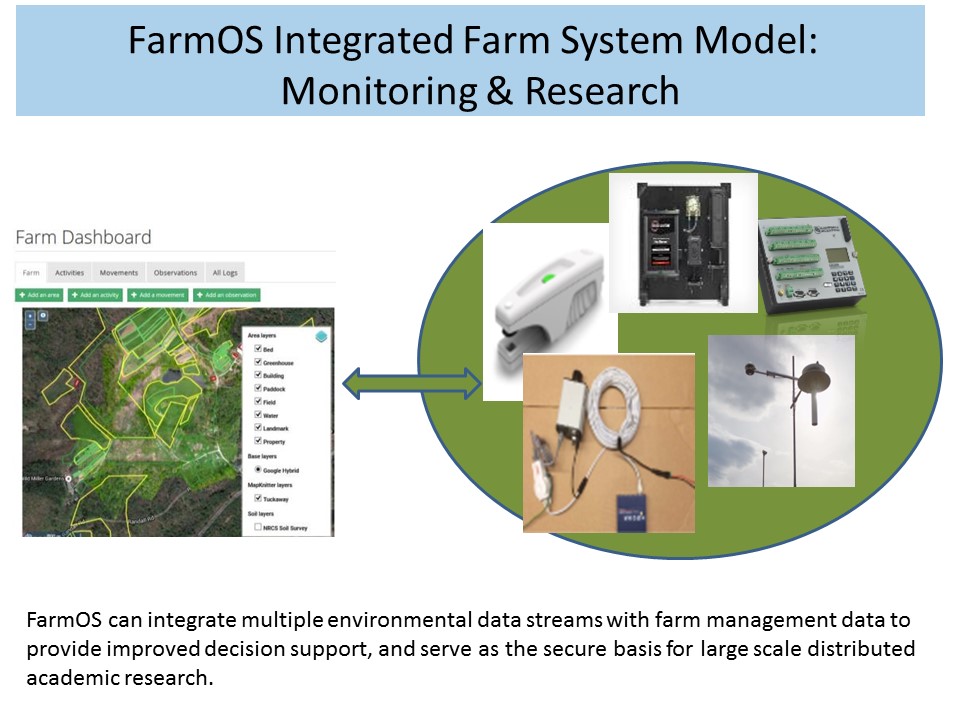 FarmOS Integrated Farm System Model:
Monitoring & Research
Farm Dashboard
Farm Activities Movements Observations All Logs
+ Add an area + Add an activity + Add a movement + Add an observation
Area layers
Bed
Greenhouse
Building
Paddock
Field
Water
Landmark
Property
Base layers
Google Hybrid
MapKnitter layers
Tuckaway
Soil layers
NRCS Soil Survey
Miller Gardens
Randall Rd
FarmOS can integrate multiple environmental data streams with farm management data to
provide improved decision support, and serve as the secure basis for large scale distributed
academic research.